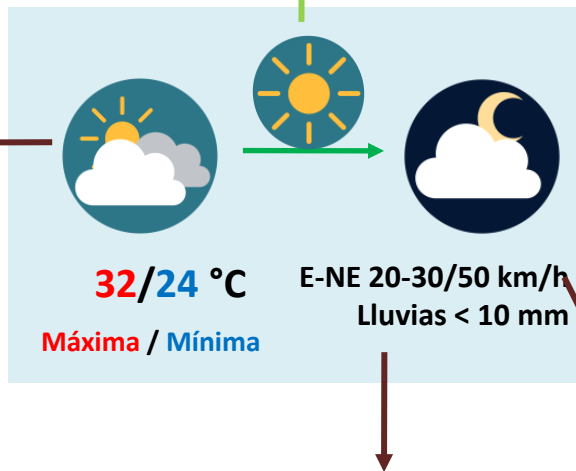 32/24 °C
Máxima / Mínima
E-NE 20-30/50 km/h
Lluvias < 10 mm